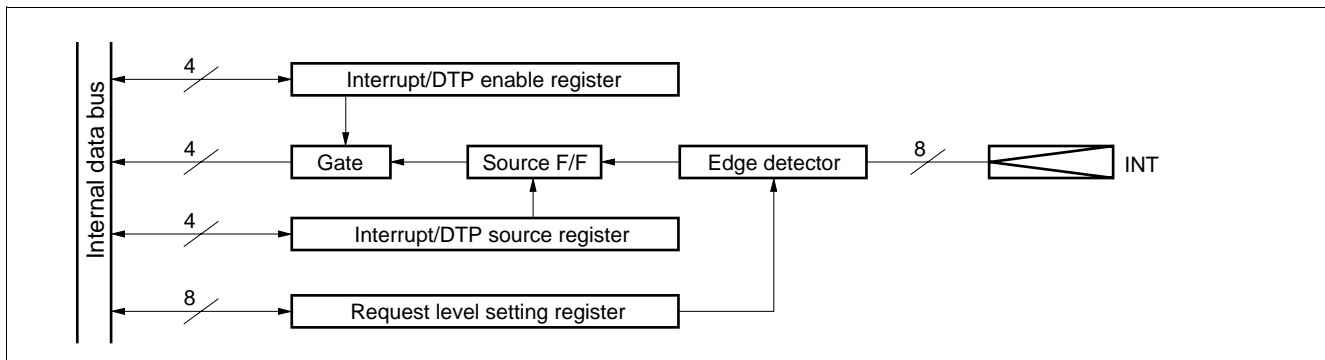 Internal data bus
4
Interrupt/DTP enable register
4
Gate
Source F/F
Edge detector
8
INT
4
Interrupt/DTP source register
8
Request level setting register